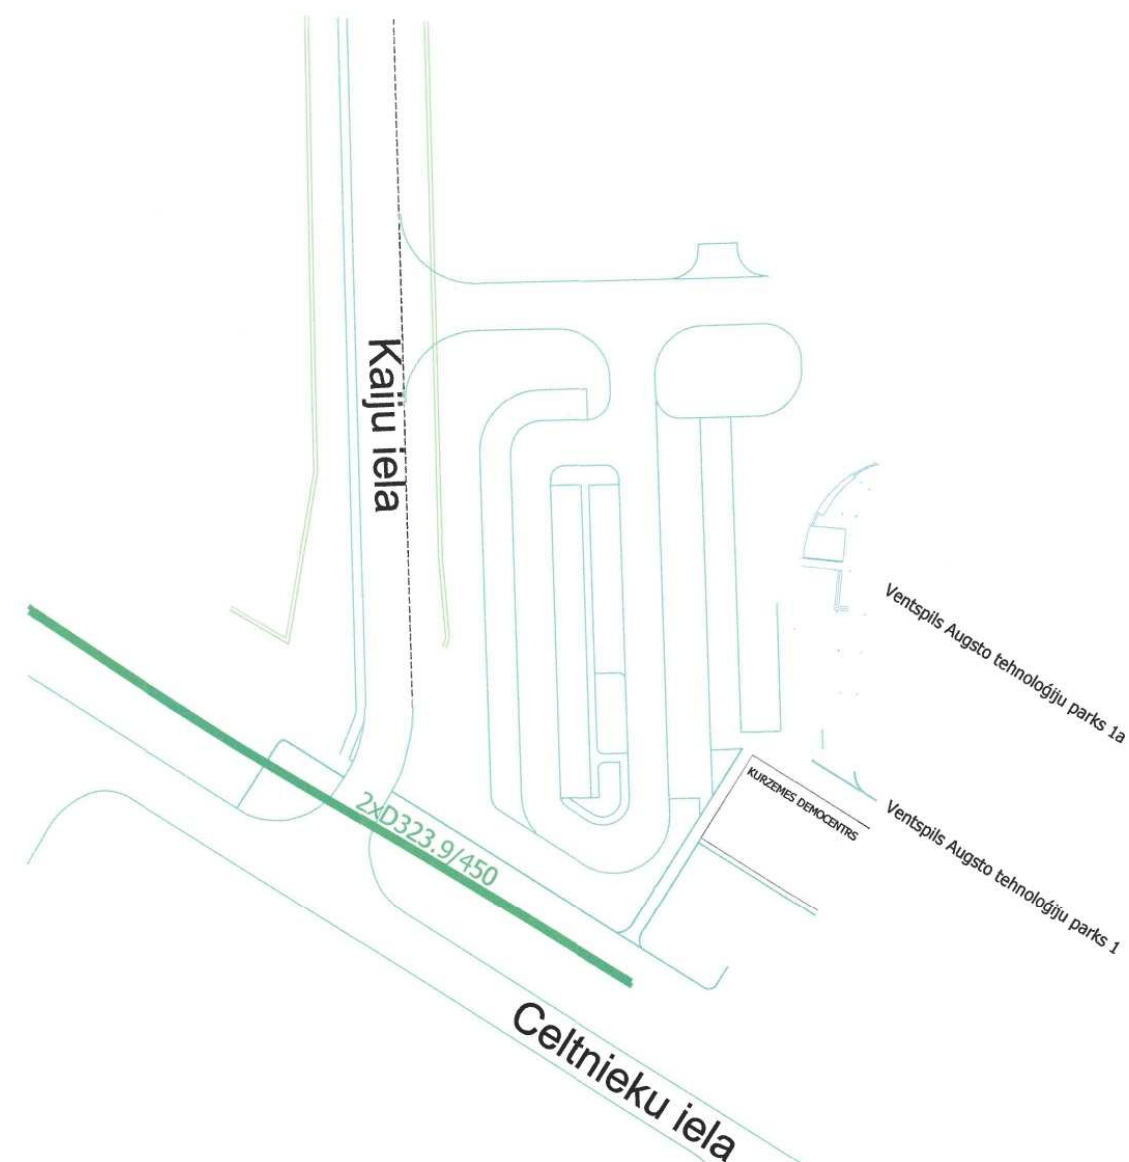 Kaiju iela
Ventspils Augsto tehnoloģiju parks 1a
KURZEMES DEMOCENTRS
2xD323.9/450
Ventspils Augsto tehnoloģiju parks 1
Celtnieku iela